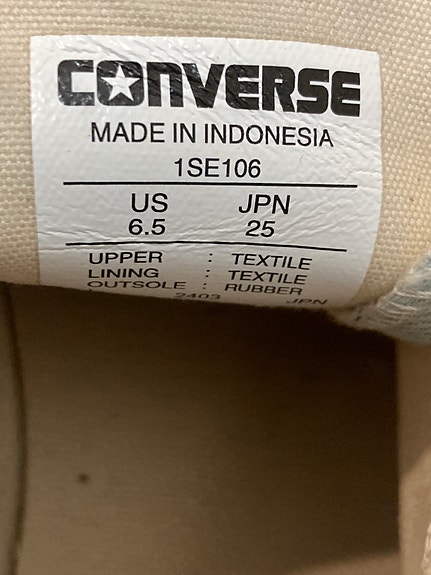 CONVERSE
MADE IN INDONESIA
1SE106
US JPN
6.5 25
UPPER : TEXTILE
LINING : TEXTILE
OUTSOLE : RUBBER
2403 JPN